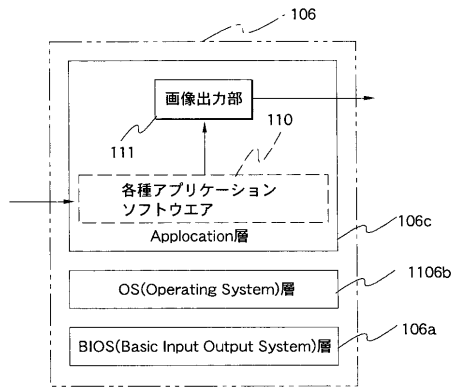 106
画像出力部
111
110
各種アプリケーション
ソフトウエア
Applocation層
106c
OS(Operating System)層
1106b
BIOS(Basic Input Output System)層
106a